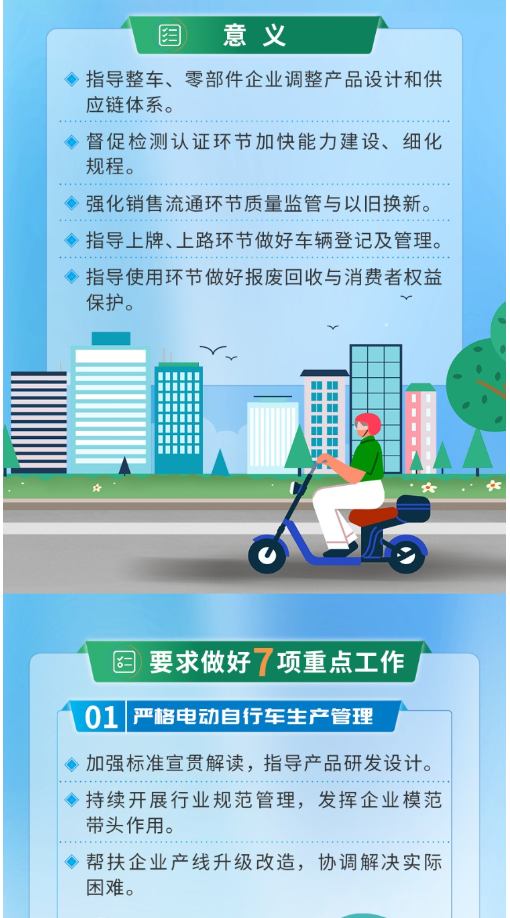 意 义
指导整车、零部件企业调整产品设计和供
应链体系。
督促检测认证环节加快能力建设、细化
规程。
强化销售流通环节质量监管与以旧换新。
指导上牌、上路环节做好车辆登记及管理。
指导使用环节做好报废回收与消费者权益
保护。
要求做好7项重点工作
01 严格电动自行车生产管理
加强标准宣贯解读，指导产品研发设计。
持续开展行业规范管理，发挥企业模范
带头作用。
帮扶企业产线升级改造，协调解决实际
困难。